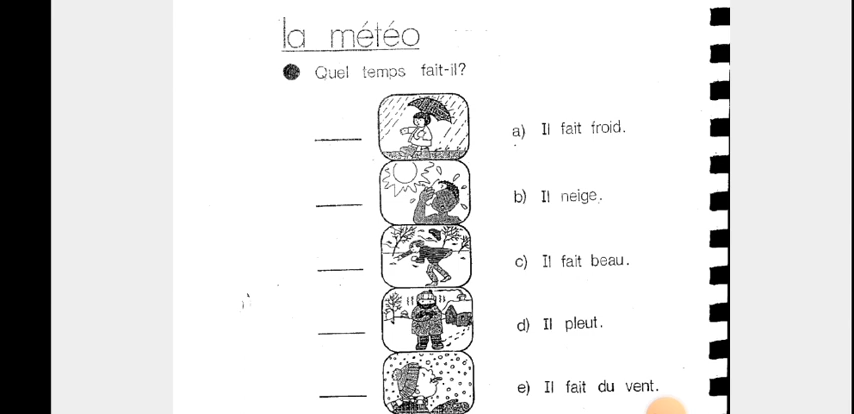 la météo
Quel temps fait-il?
a) Il fait froid.
b) Il neige.
c) Il fait beau.
d) Il pleut.
e) Il fait du vent.